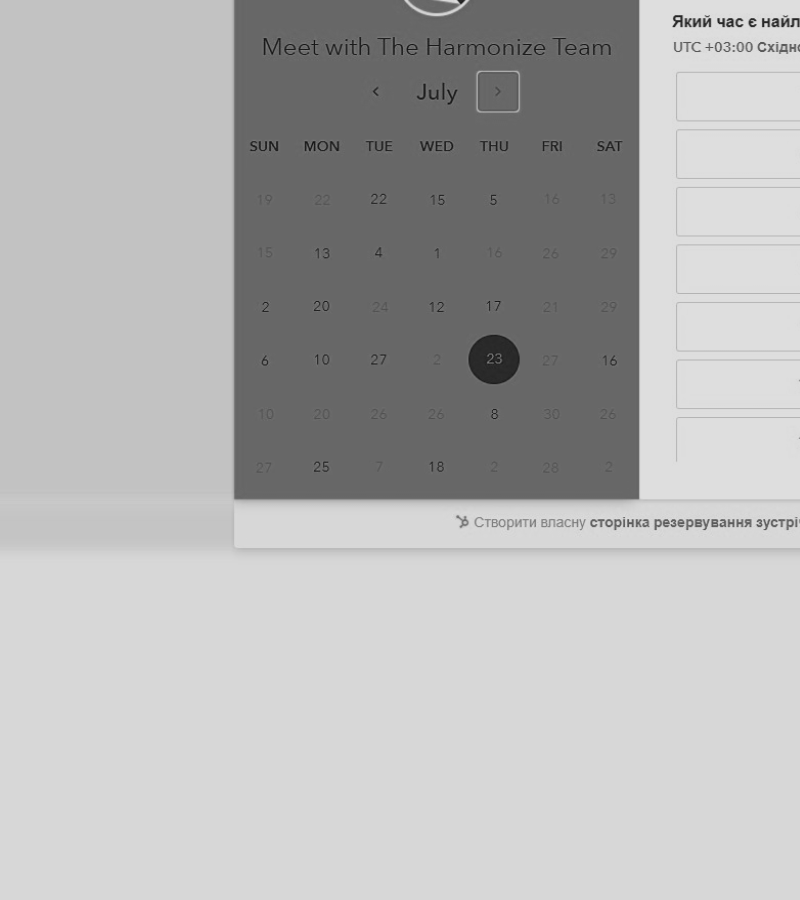 Meet with The Harmonize Team
July
SUN MON TUE WED THU FRI SAT
19 22 22 15 5 16 13
15 13 4 1 16 26 29
2 20 24 12 17 21 29
6 10 27 2 23 27 16
10 20 26 26 8 30 26
27 25 7 18 2 28 2
Який час є
UTC +03:00
Створити власну сторінка резервування